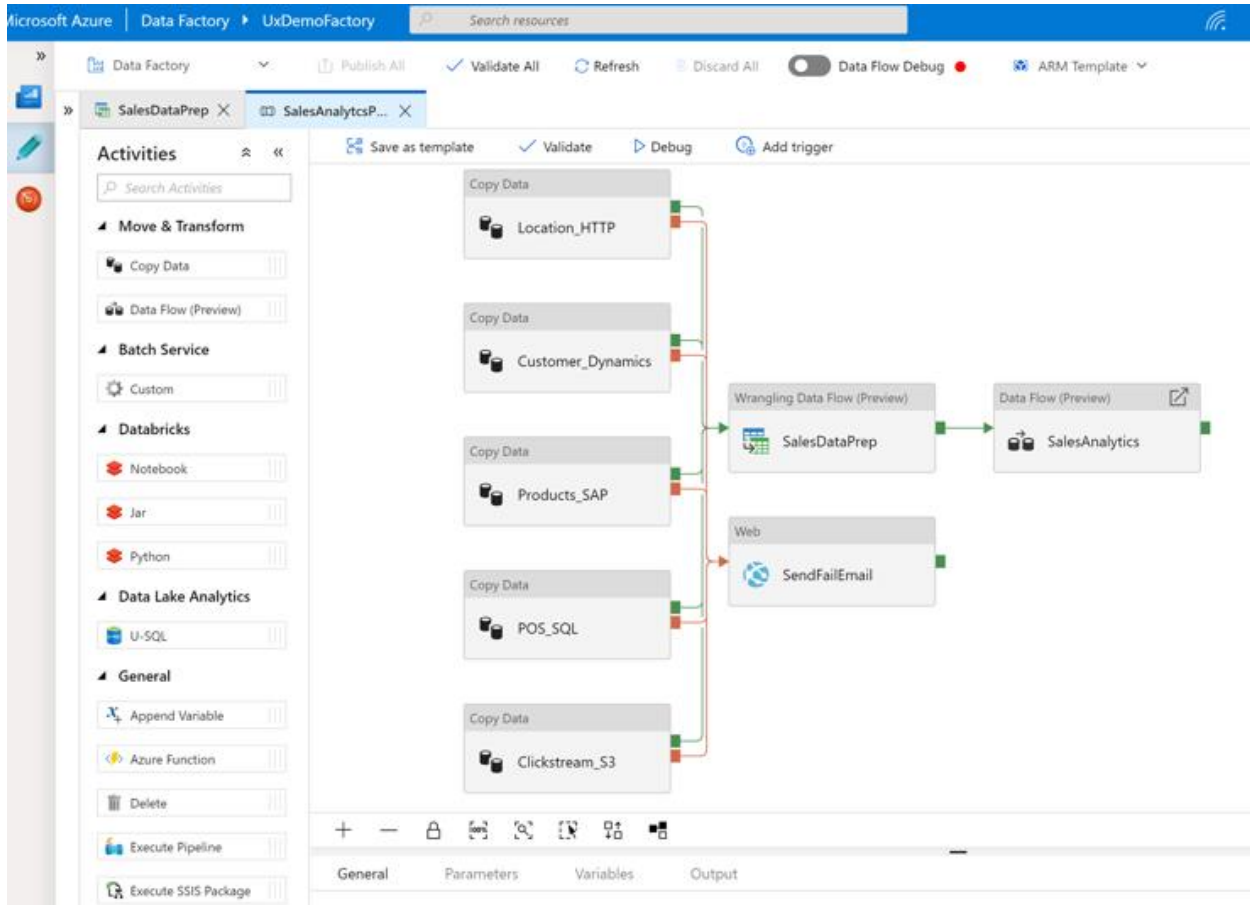 Microsoft Azure Data Factory UxDemoFactory Search resources
Data Factory Publish All Validate All Refresh Discard All Data Flow Debug ARM Template
SalesDataPrep SalesAnalytcsP...
Activities
Search Activities
Move & Transform
Copy Data
Data Flow (Preview)
Batch Service
Custom
Databricks
Notebook
Jar
Python
Data Lake Analytics
U-SQL
General
Append Variable
Azure Function
Delete
Execute Pipeline
Execute SSIS Package
Save as template Validate Debug Add trigger
Copy Data
Location_HTTP
Copy Data
Customer_Dynamics
Copy Data
Products_SAP
Copy Data
POS_SQL
Copy Data
Clickstream_S3
Wrangling Data Flow (Preview)
SalesDataPrep
Data Flow (Preview)
SalesAnalytics
Web
SendFailEmail
100%
General Parameters Variables Output